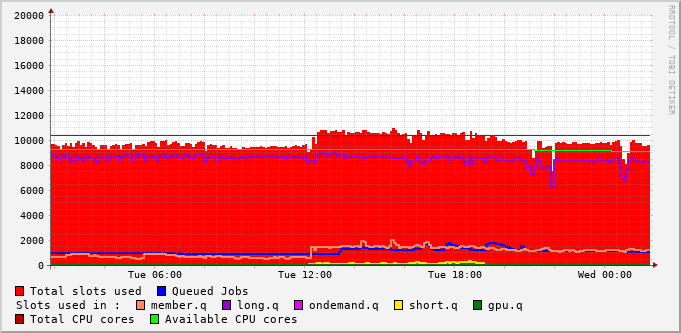 20000
18000
16000
14000
12000
10000
8000
6000
4000
2000
0
Tue 06:00 Tue 12:00 Tue 18:00 Wed 00:00
Total slots used Queued Jobs
Slots used in : member.q long.q ondemand.q short.q gpu.q
Total CPU cores Available CPU cores
RRDTOOL / TOBI OETIKER